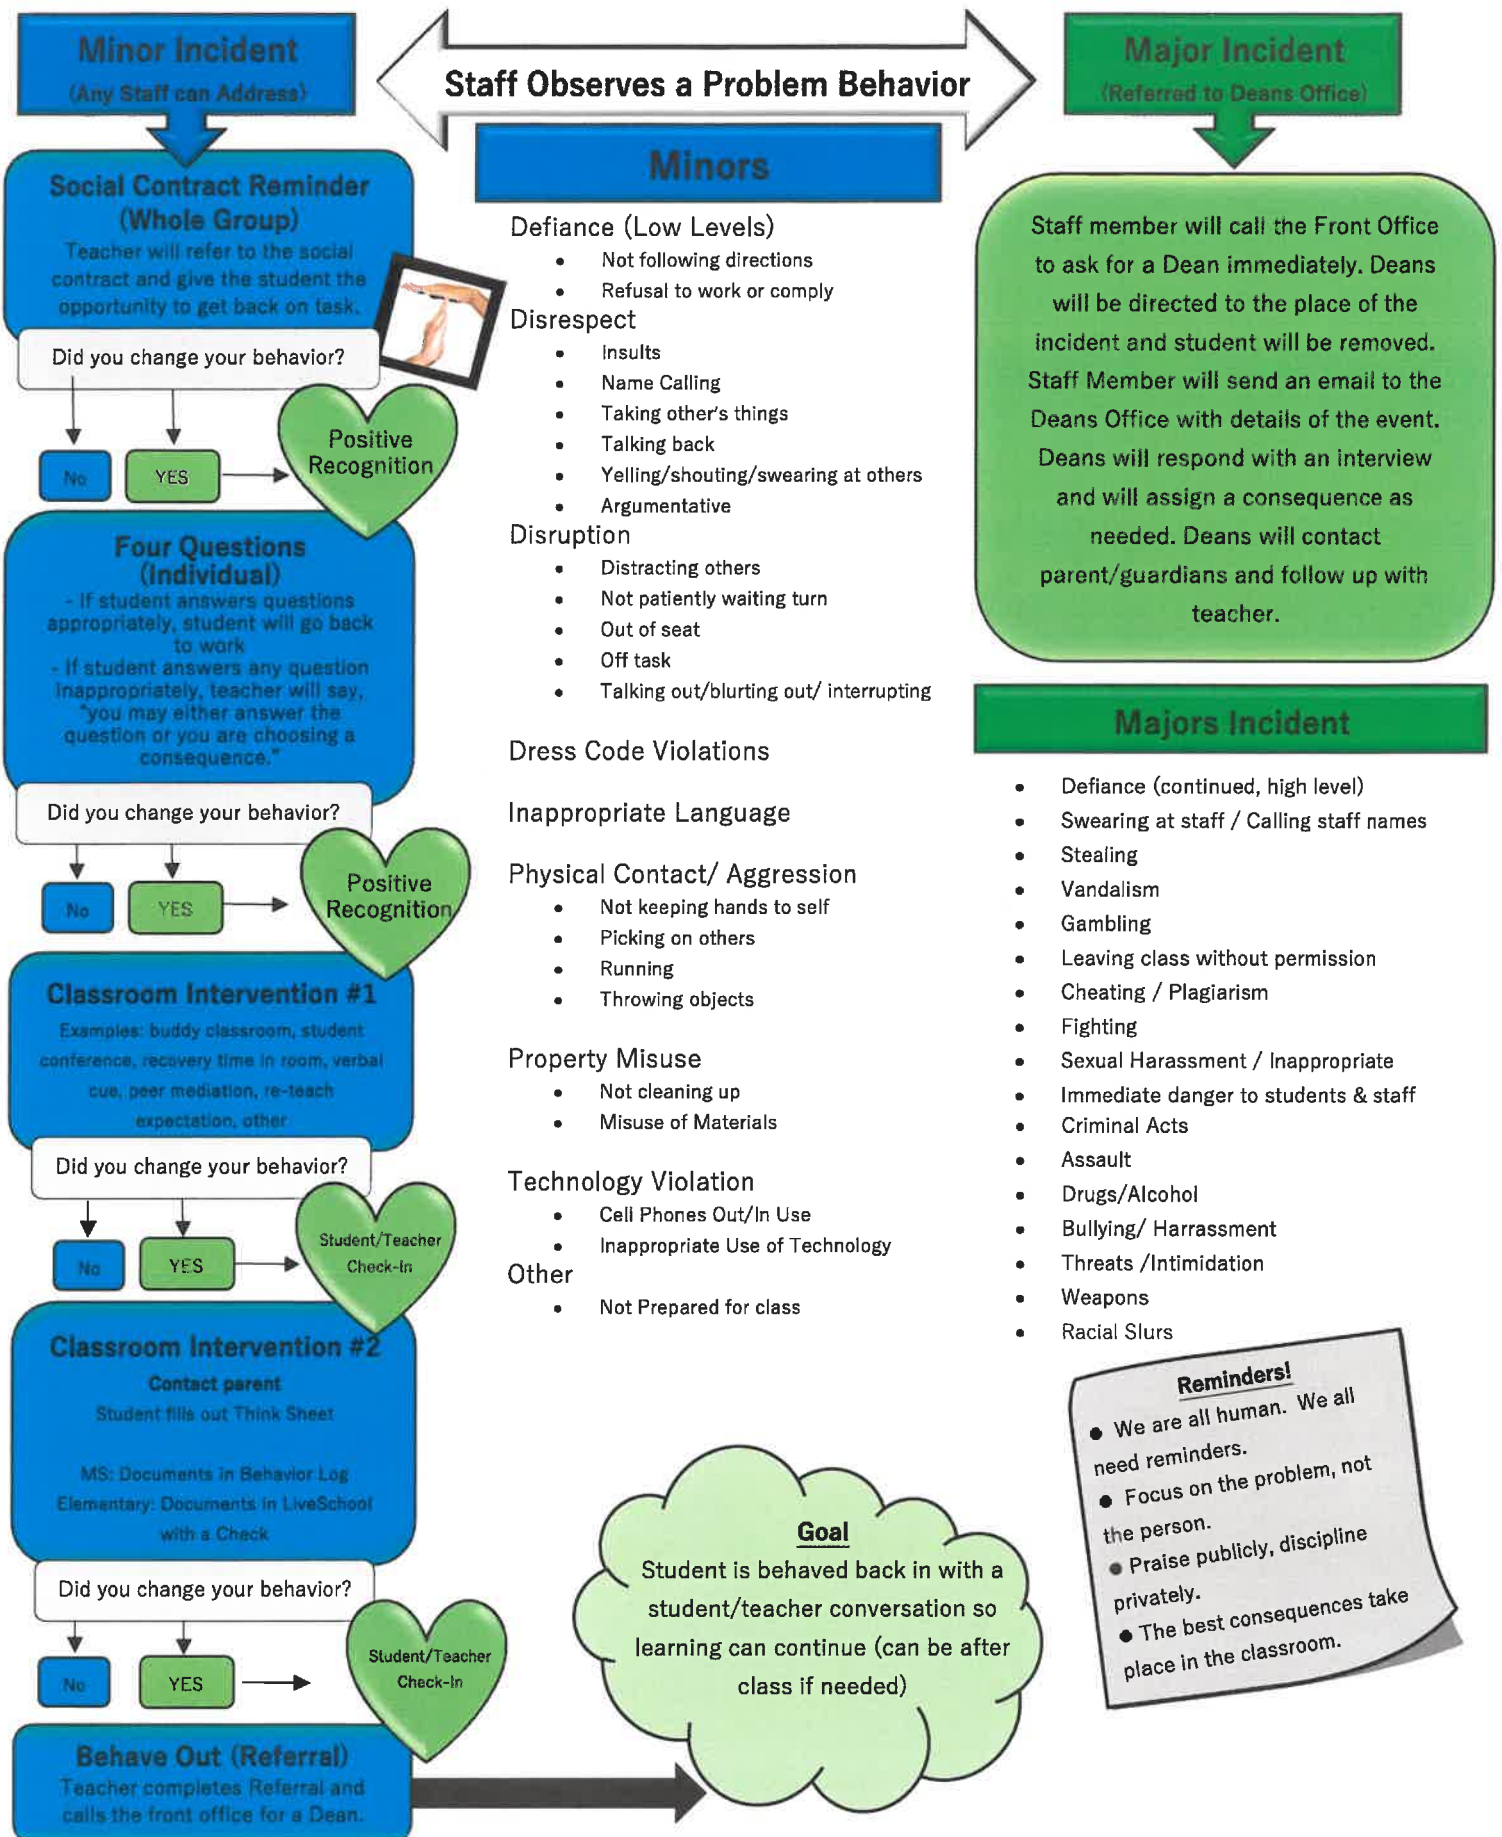 Minor Incident
(Any Staff can Address)
Staff Observes a Problem Behavior
Major Incident
(Referred to Deans Office)
Social Contract Reminder
(Whole Group)
Teacher will refer to the social
contract and give the student the
opportunity to get back on task.
Did you change your behavior?
No
YES
Positive
Recognition
Four Questions
(Individual)
- If student answers questions
appropriately, student will go back
to work
- If student answers any question
Inappropriately, teacher will say,
"you may either answer the
question or you are choosing a
consequence."
Did you change your behavior?
No
YES
Positive
Recognition
Classroom Intervention #1
Examples: buddy classroom, student
conference, recovery time in room, verbal
cue, peer mediation, re-teach
expectation, other
Did you change your behavior?
No
YES
Student/Teacher
Check-In
Classroom Intervention #2
Contact parent
Student fills out Think Sheet
MS: Documents in Behavior Log
Elementary: Documents in LiveSchool
with a Check
Did you change your behavior?
No
YES
Student/Teacher
Check-In
Behave Out (Referral)
Teacher completes Referral and
calls the front office for a Dean.
Minors
Defiance (Low Levels)
• Not following directions
• Refusal to work or comply
Disrespect
• Insults
• Name Calling
• Taking other's things
• Talking back
• Yelling/shouting/swearing at others
• Argumentative
Disruption
• Distracting others
• Not patiently waiting turn
• Out of seat
• Off task
• Talking out/blurting out/ interrupting
Dress Code Violations
Inappropriate Language
Physical Contact/ Aggression
• Not keeping hands to self
• Picking on others
• Running
• Throwing objects
Property Misuse
• Not cleaning up
• Misuse of Materials
Technology Violation
• Cell Phones Out/In Use
• Inappropriate Use of Technology
Other
• Not Prepared for class
Goal
Student is behaved back in with a
student/teacher conversation so
learning can continue (can be after
class if needed)
Staff member will call the Front Office
to ask for a Dean immediately. Deans
will be directed to the place of the
incident and student will be removed.
Staff Member will send an email to the
Deans Office with details of the event.
Deans will respond with an interview
and will assign a consequence as
needed. Deans will contact
parent/guardians and follow up with
teacher.
Majors Incident
• Defiance (continued, high level)
• Swearing at staff / Calling staff names
• Stealing
• Vandalism
• Gambling
• Leaving class without permission
• Cheating / Plagiarism
• Fighting
• Sexual Harassment / Inappropriate
• Immediate danger to students & staff
• Criminal Acts
• Assault
• Drugs/Alcohol
• Bullying/ Harrassment
• Threats /Intimidation
• Weapons
• Racial Slurs
Reminders!
• We are all human. We all
need reminders.
• Focus on the problem, not
the person.
• Praise publicly, discipline
privately.
• The best consequences take
place in the classroom.